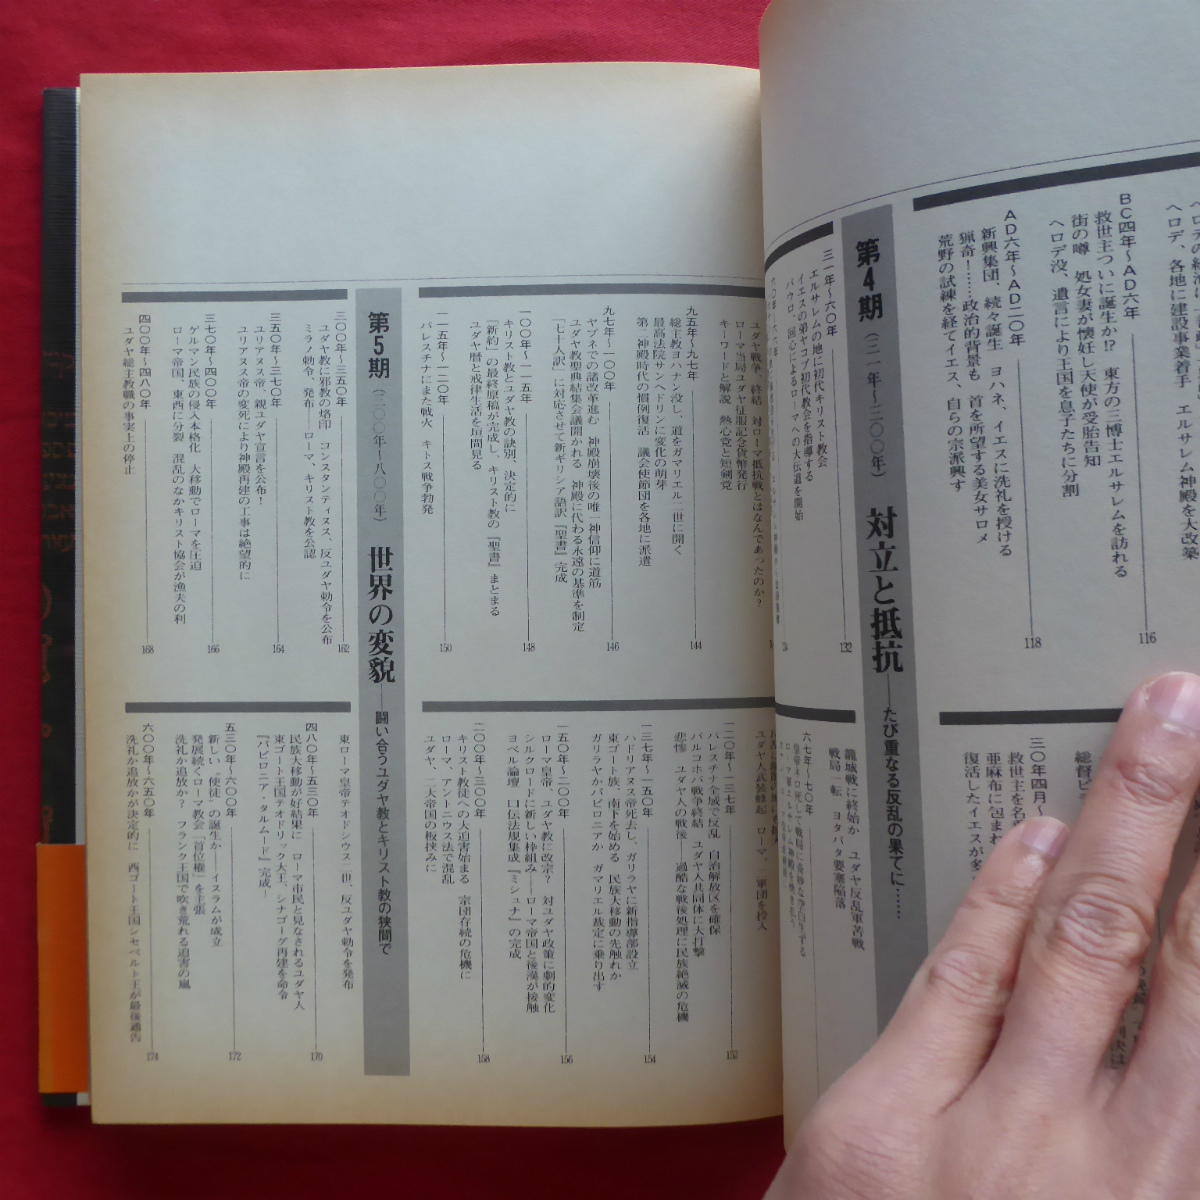 ヘロデ、各地に建設事業着手 エルサレム神殿を大改築
BC四年〜AD六年
救世主ついに誕生か!? 東方の三博士エルサレムを訪れる
街の噂 処女妻が懐妊し天使が受胎告知
ヘロデ没、遺言により王国を息子たちに分割
116
AD六年〜AD二〇年
新興集団、続々誕生 ヨハネ、イエスに洗礼を授ける
猟奇!……政治的背景も 首を所望する美女サロメ
荒野の試練を経てイエス、自らの宗派興す
118
三〇年四月〜
救世主を名
亜麻布に包まれ
復活したイエスが多
第4期(三一年〜三〇〇年) 対立と抵抗——たび重なる反乱の果てに……
三一年〜六〇年
エルサレムの地に初代キリスト教会
イエスの弟ヤコブ初代教会を指導する
パウロ、回心によるローマへの大伝道を開始
132
籠城戦に終始か ユダヤ反乱軍苦戦
戦局一転 ヨタパタ要塞陥落
六七年〜七〇年
ユダヤ戦争、終結 対ローマ抵抗戦とはなんであったのか?
ローマ当局ユダヤ征服記念貨幣発行
キーワードと解説 熱心党と短剣党
九五年〜九七年
総主教ヨハナン没し、道をガマリエル二世に開く
最高法院サンヘドリンに変化の萌芽
第二神殿時代の慣例復活 議会使節団を各地に派遣
144
九七年〜一〇〇年
ヤブネでの諸改革進む 神殿崩壊後の唯一神信仰に道筋
ユダヤ教聖典結集会議開かれる 神殿に代わる永遠の基準を制定
「七十人訳」に対応させて新ギリシア語訳『聖書』完成
146
一〇〇年〜一一五年
キリスト教とユダヤ教の訣別、決定的に
『新約』の最終原稿が完成し、キリスト教の『聖書』まとまる
ユダヤ暦と戒律生活を垣間見る
148
一一五年〜一二〇年
パレスチナにまた戦火 キトス戦争勃発
150
ユダヤ人武装蜂起 ローマ、二軍団を投入
一二〇年〜一三七年
パレスチナ全域で反乱 自治解放区を確保
バルコホバ戦争終結 ユダヤ人共同体に大打撃
悲惨 ユダヤ人の戦後——過酷な戦後処理に民族絶滅の危機
152
一三七年〜一五〇年
ハドリアヌス帝死去し、ガリラヤに新指導部設立
東ゴート族、南下を始める 民族大移動の先触れか
ガリラヤかバビロニアか ガマリエル裁定に乗り出す
154
一五〇年〜二〇〇年
ローマ皇帝、ユダヤ教に改宗? 対ユダヤ政策に劇的変化
シルクロードに新しい枠組み——ローマ帝国と後漢が接触
ヨベル論壇 口伝法規集成『ミシュナ』の完成
156
二〇〇年〜三〇〇年
キリスト教徒への大迫害始まる 宗団存続の危機に
ローマ、アントニウス法で混乱
ユダヤ、二大帝国の板挟みに
158
第5期(三〇〇年〜八〇〇年) 世界の変貌——闘い合うユダヤ教とキリスト教の狭間で
三〇〇年〜三五〇年
ユダヤ教に邪教の烙印 コンスタンティヌス、反ユダヤ勅令を公布
ミラノ勅令、発布——ローマ、キリスト教を公認
162
三五〇年〜三七〇年
ユリアヌス帝、親ユダヤ宣言を公布!
ユリアヌス帝の変死により神殿再建の工事は絶望的に
164
三七〇年〜四〇〇年
ゲルマン民族の侵入本格化 大移動でローマを圧迫
ローマ帝国、東西に分裂 混乱のなかキリスト協会が漁夫の利
166
四〇〇年〜四八〇年
ユダヤ総主教職の事実上の停止
168
東ローマ皇帝テオドシウス二世、反ユダヤ勅令を発布
四八〇年〜五三〇年
民族大移動が好結果に ローマ市民と見なされるユダヤ人
東ゴート王国テオドリック大王、シナゴーグ再建を命令
『バビロニア・タルムード』完成
170
五三〇年〜六〇〇年
新しい“使徒”の誕生か——イスラムが成立
発展続くローマ教会「首位権」を主張
洗礼か追放か? フランク王国で吹き荒れる迫害の嵐
172
六〇〇年〜六五〇年
洗礼か追放かが決定的に 西ゴート王国シセベルト王が最後通告
174